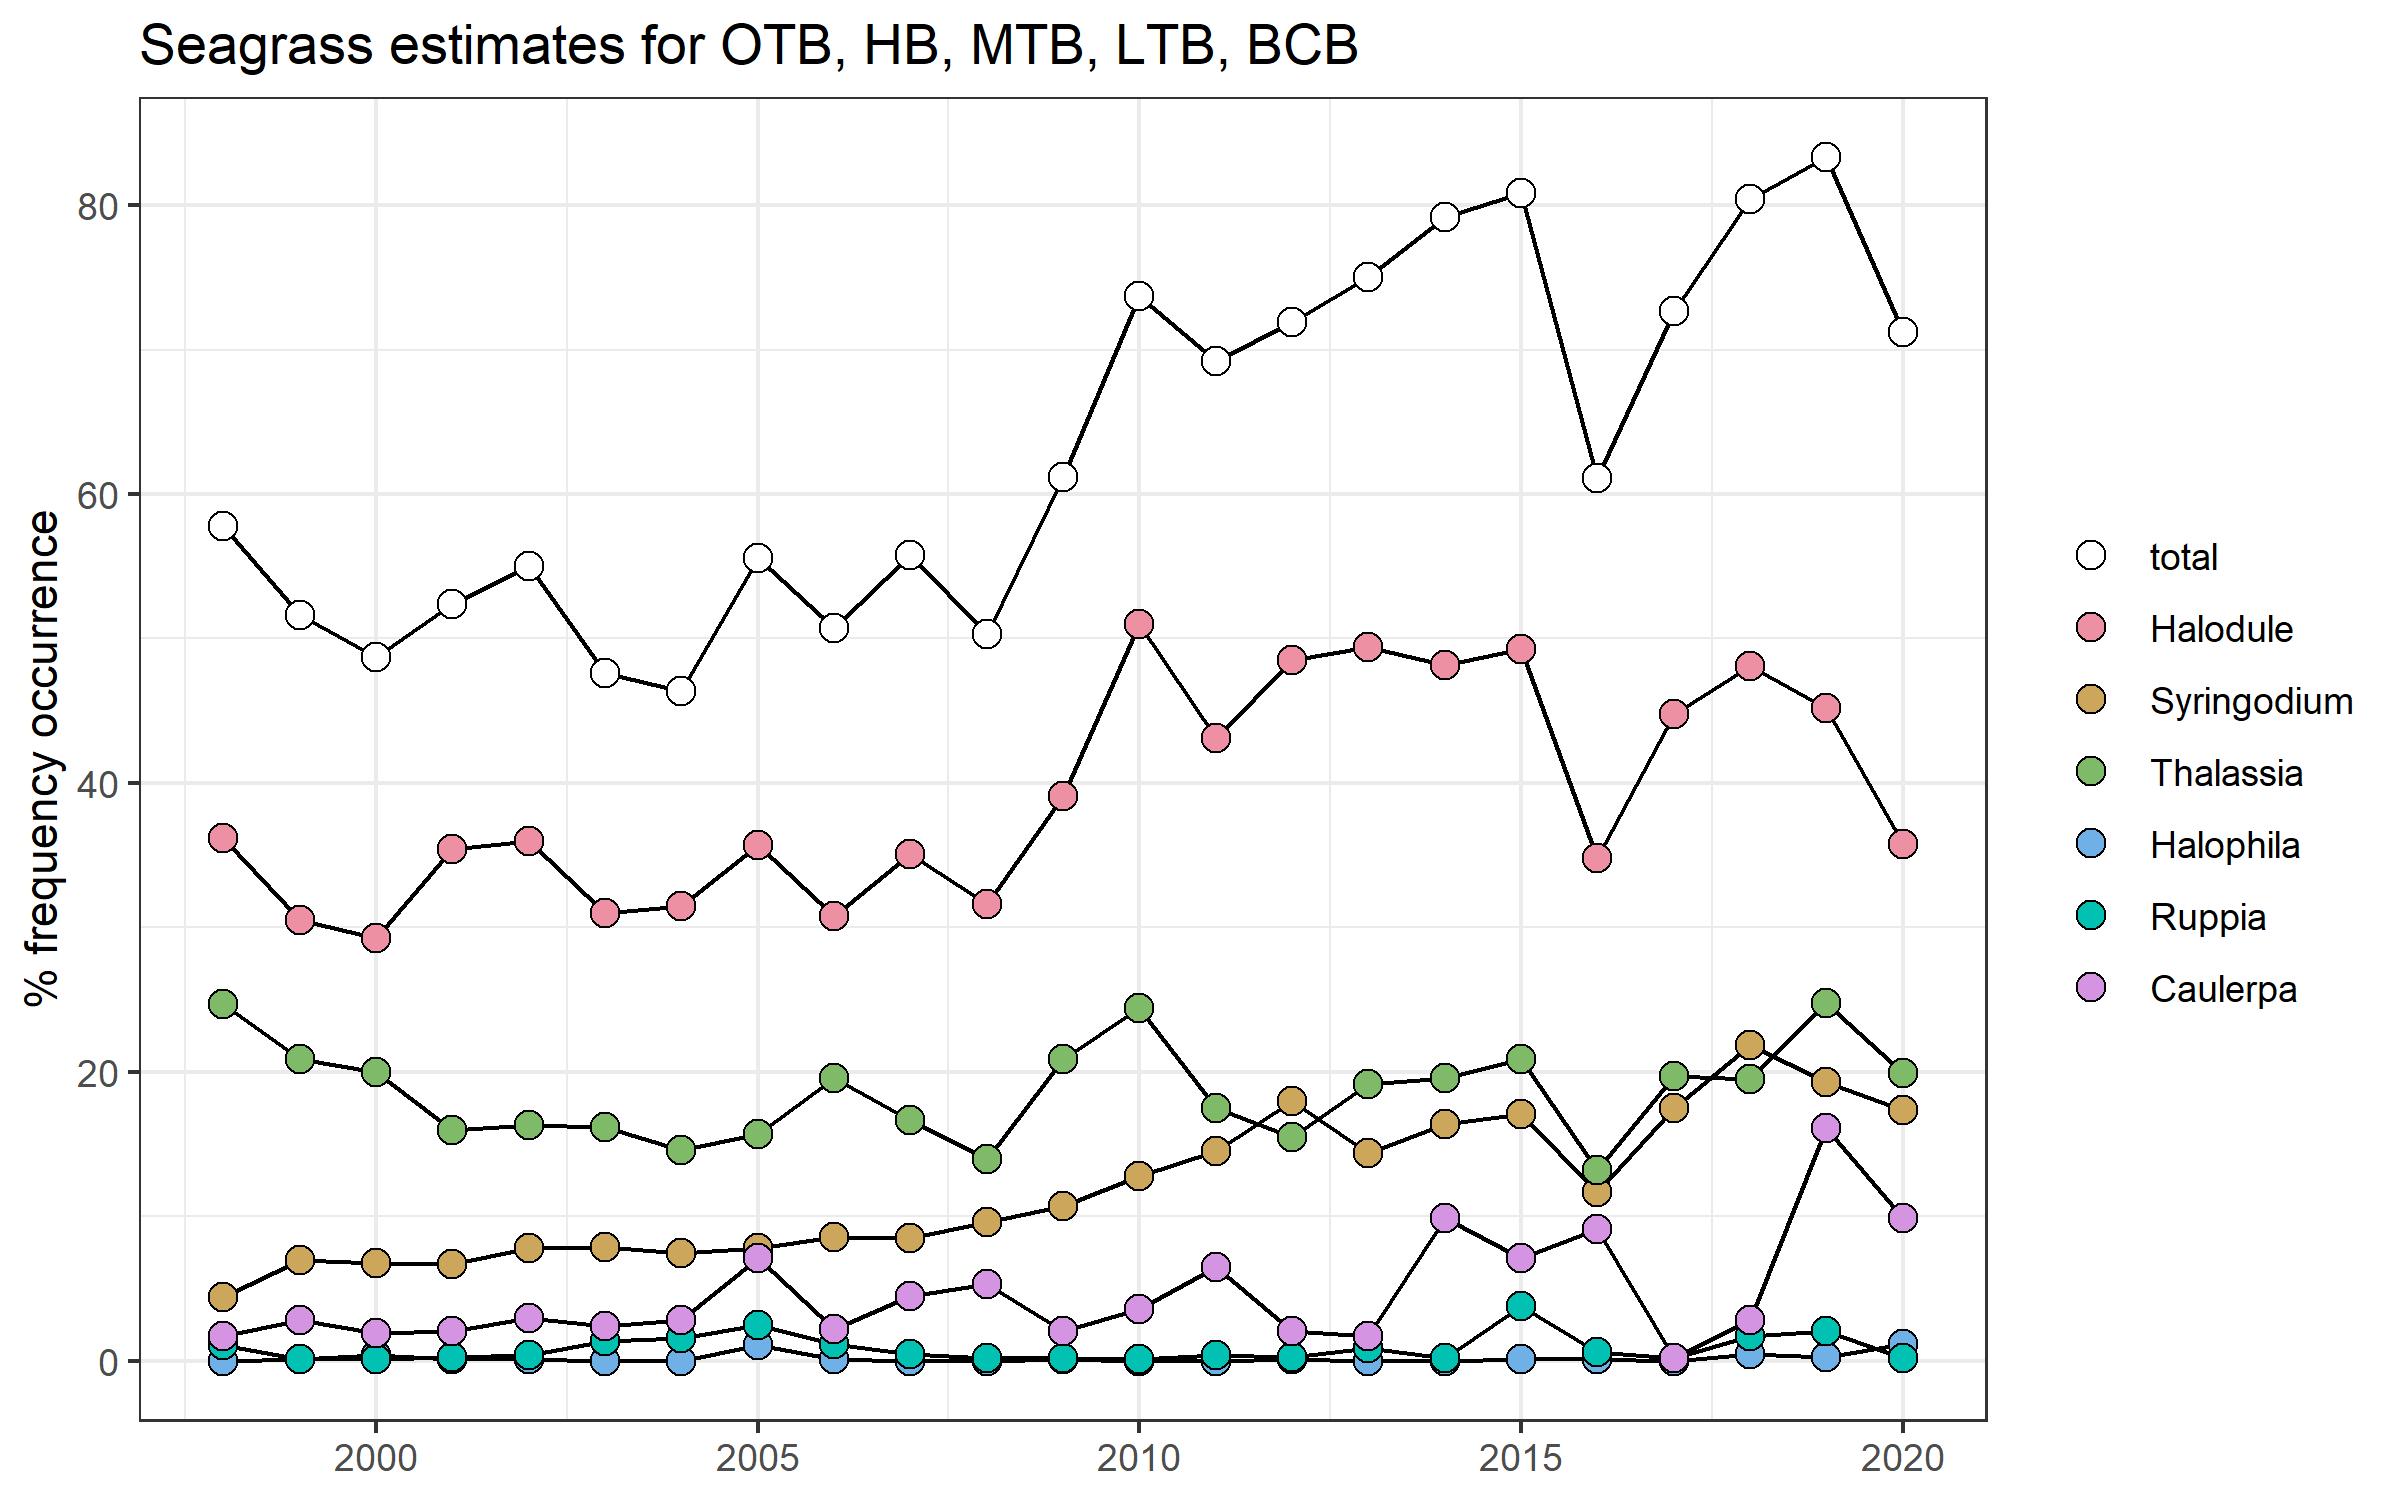 Seagrass estimates for OTB, HB, MTB, LTB, BCB
% frequency occurrence
80
60
40
20
0
2000
2005
2010
2015
2020
total
Halodule
Syringodium
Thalassia
Halophila
Ruppia
Caulerpa